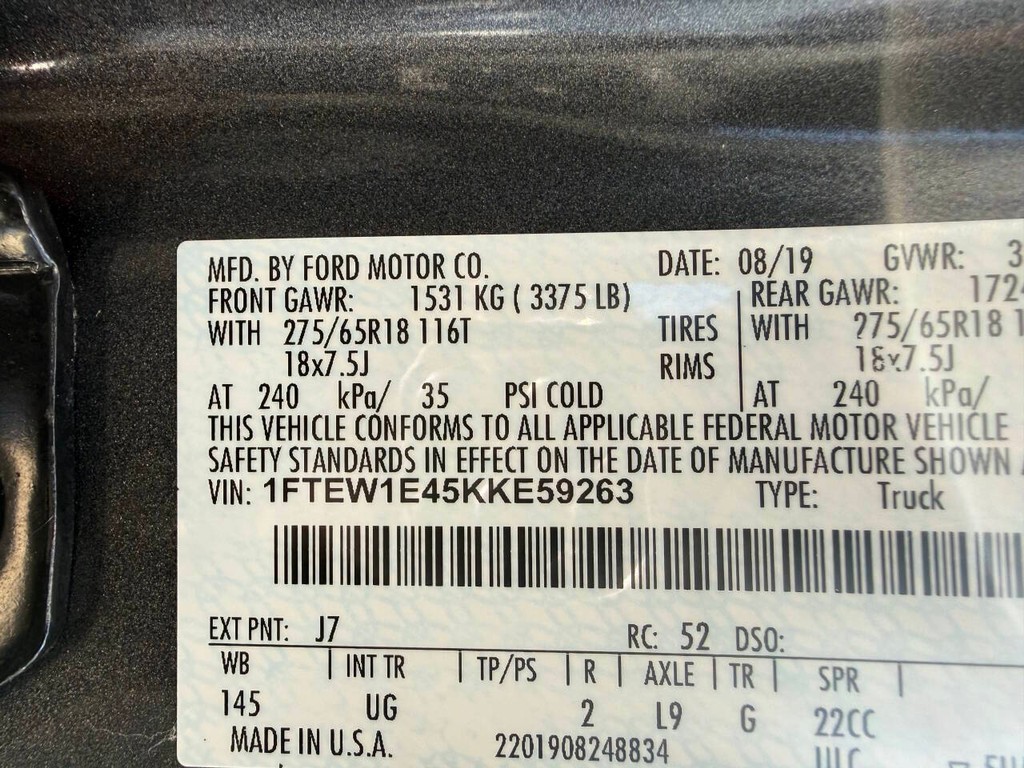 MFD. BY FORD MOTOR CO. DATE: 08/19 GVWR: 3
FRONT GAWR: 1531 KG ( 3375 LB) REAR GAWR: 172
WITH 275/65R18 116T TIRES WITH 275/65R18 1
18x7.5J RIMS 18x7.5J
AT 240 kPa/ 35 PSI COLD AT 240 kPa/
THIS VEHICLE CONFORMS TO ALL APPLICABLE FEDERAL MOTOR VEHICLE
SAFETY STANDARDS IN EFFECT ON THE DATE OF MANUFACTURE SHOWN
VIN: 1FTEW1E45KKE59263 TYPE: Truck
EXT PNT: J7 RC: 52 DSO:
WB INT TR TP/PS R AXLE TR SPR
145 UG 2 L9 G 22CC
MADE IN U.S.A. 2201908248834